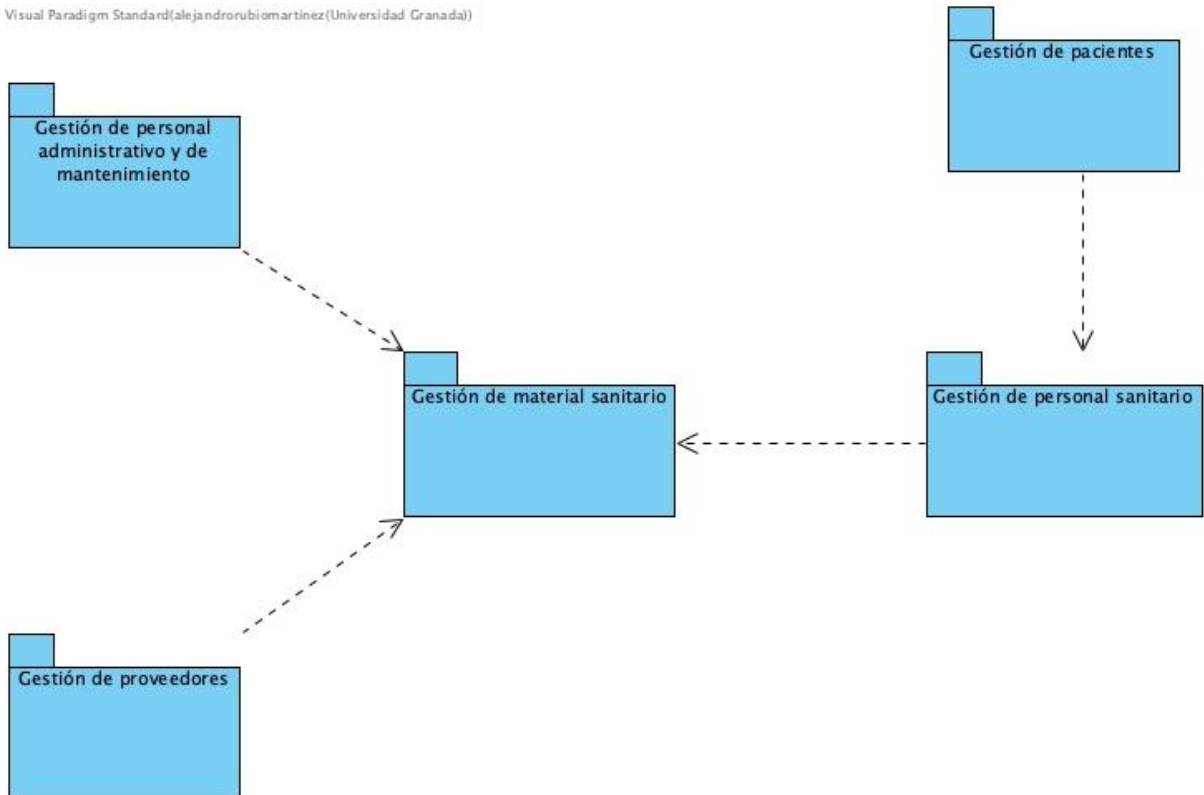 Visual Paradigm Standard(alejandrorubiomartinez(Universidad Granada))
Gestión de pacientes
Gestión de personal
administrativo y de
mantenimiento
Gestión de material sanitario
Gestión de personal sanitario
Gestión de proveedores